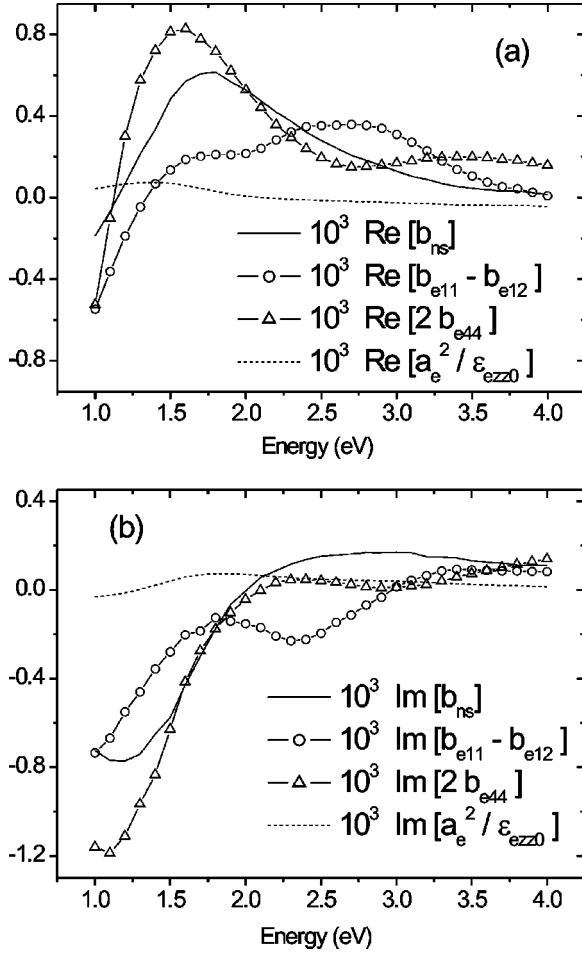 (a)
0.8
0.4
0.0
-0.4
-0.8
10³ Re [b_ns]
10³ Re [b_e11 - b_e12]
10³ Re [2 b_e44]
10³ Re [a_e² / ε_ezz0]
1.0 1.5 2.0 2.5 3.0 3.5 4.0
Energy (eV)
(b)
0.4
0.0
-0.4
-0.8
-1.2
10³ Im [b_ns]
10³ Im [b_e11 - b_e12]
10³ Im [2 b_e44]
10³ Im [a_e² / ε_ezz0]
1.0 1.5 2.0 2.5 3.0 3.5 4.0
Energy (eV)